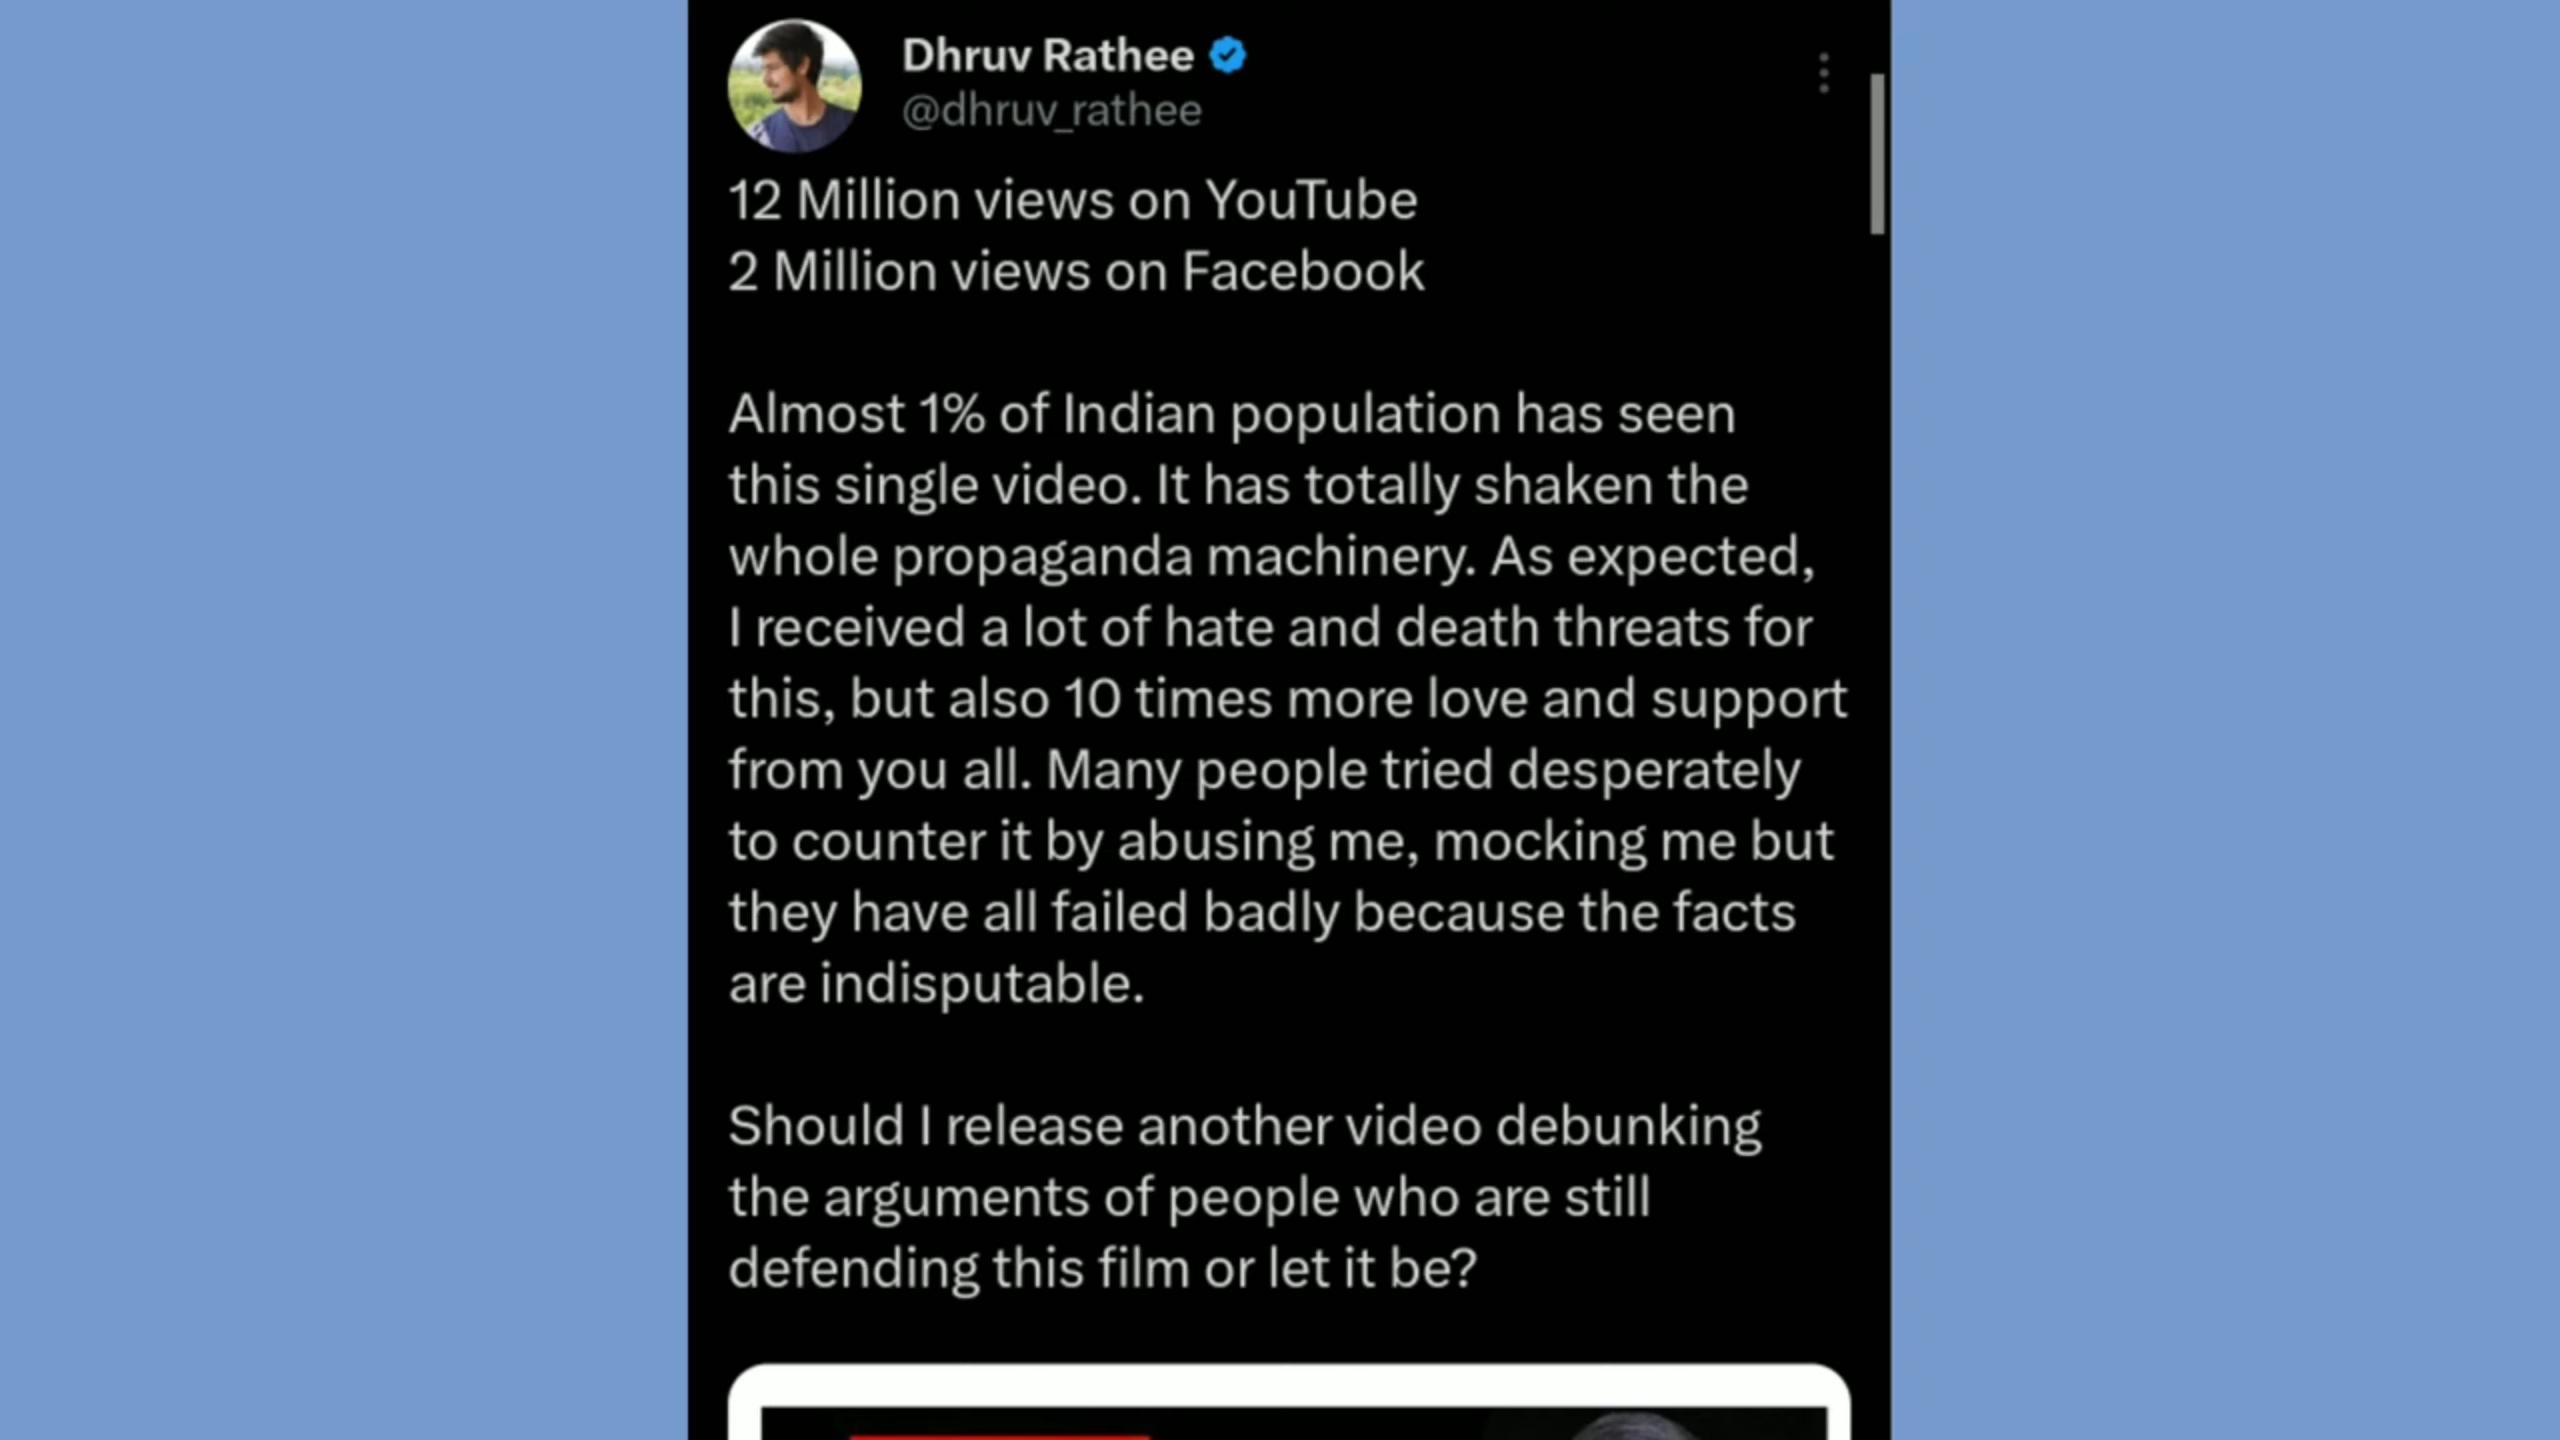 Dhruv Rathee
@dhruv_rathee
12 Million views on YouTube
2 Million views on Facebook
Almost 1% of Indian population has seen
this single video. It has totally shaken the
whole propaganda machinery. As expected,
I received a lot of hate and death threats for
this, but also 10 times more love and support
from you all. Many people tried desperately
to counter it by abusing me, mocking me but
they have all failed badly because the facts
are indisputable.
Should I release another video debunking
the arguments of people who are still
defending this film or let it be?